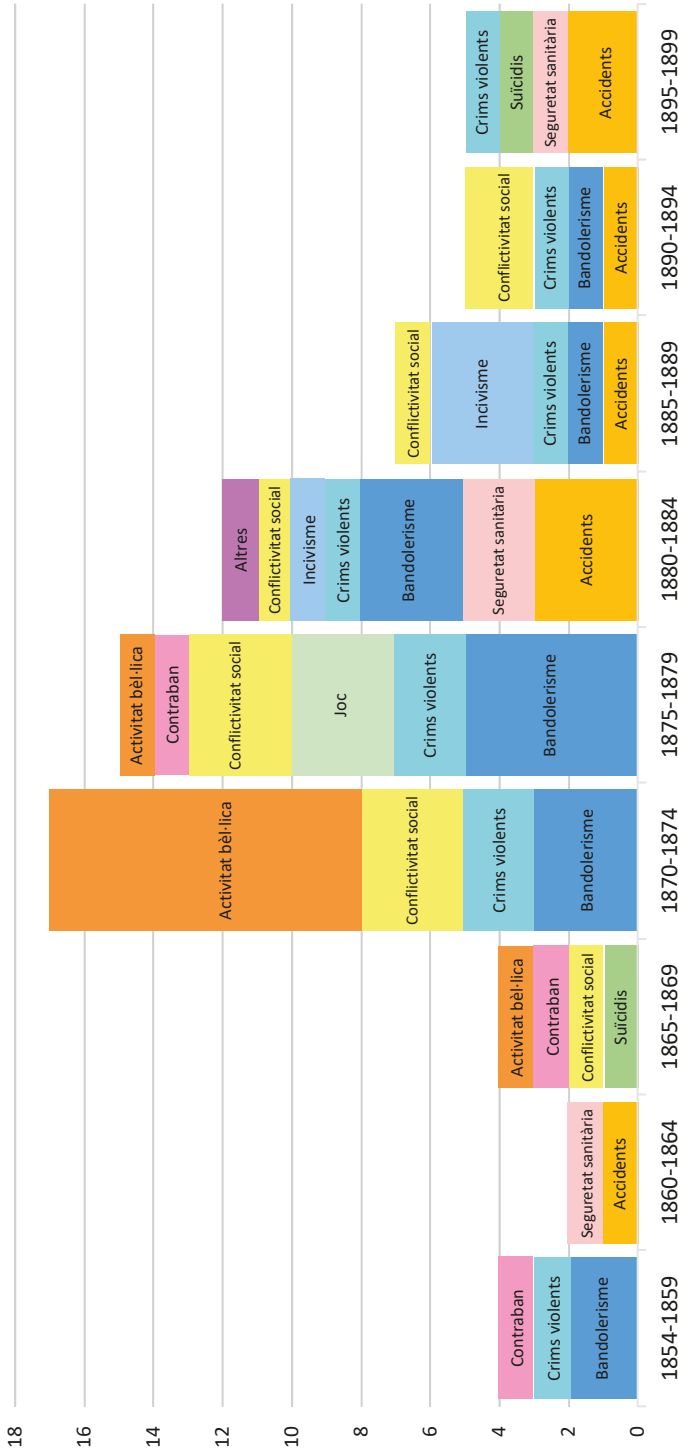 18
16
14
12
10
8
6
4
2
0
Contraban
Crims violents
Bandolerisme
1854-1859
Seguretat sanitària
Accidents
1860-1864
Activitat bèl·lica
Contraban
Conflictivitat social
Suïcidis
1865-1869
Activitat bèl·lica
Conflictivitat social
Crims violents
Bandolerisme
1870-1874
Activitat bèl·lica
Contraban
Conflictivitat social
Joc
Crims violents
Bandolerisme
1875-1879
Altres
Conflictivitat social
Incivisme
Crims violents
Bandolerisme
Seguretat sanitària
Accidents
1880-1884
Conflictivitat social
Incivisme
Crims violents
Bandolerisme
Accidents
1885-1889
Conflictivitat social
Crims violents
Bandolerisme
Accidents
1890-1894
Crims violents
Suïcidis
Seguretat sanitària
Accidents
1895-1899